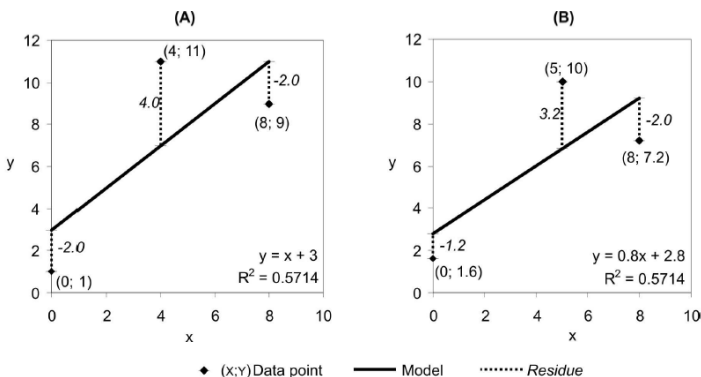 (A)
12
10
8
6
4
2
0
y
(4; 11)
4.0
-2.0
(8; 9)
-2.0
(0; 1)
y = x + 3
R² = 0.5714
0 2 4 6 8 10
x
(B)
12
10
8
6
4
2
0
y
(5; 10)
3.2
-2.0
(8; 7.2)
-1.2
(0; 1.6)
y = 0.8x + 2.8
R² = 0.5714
0 2 4 6 8 10
x
(X;Y) Data point Model Residue